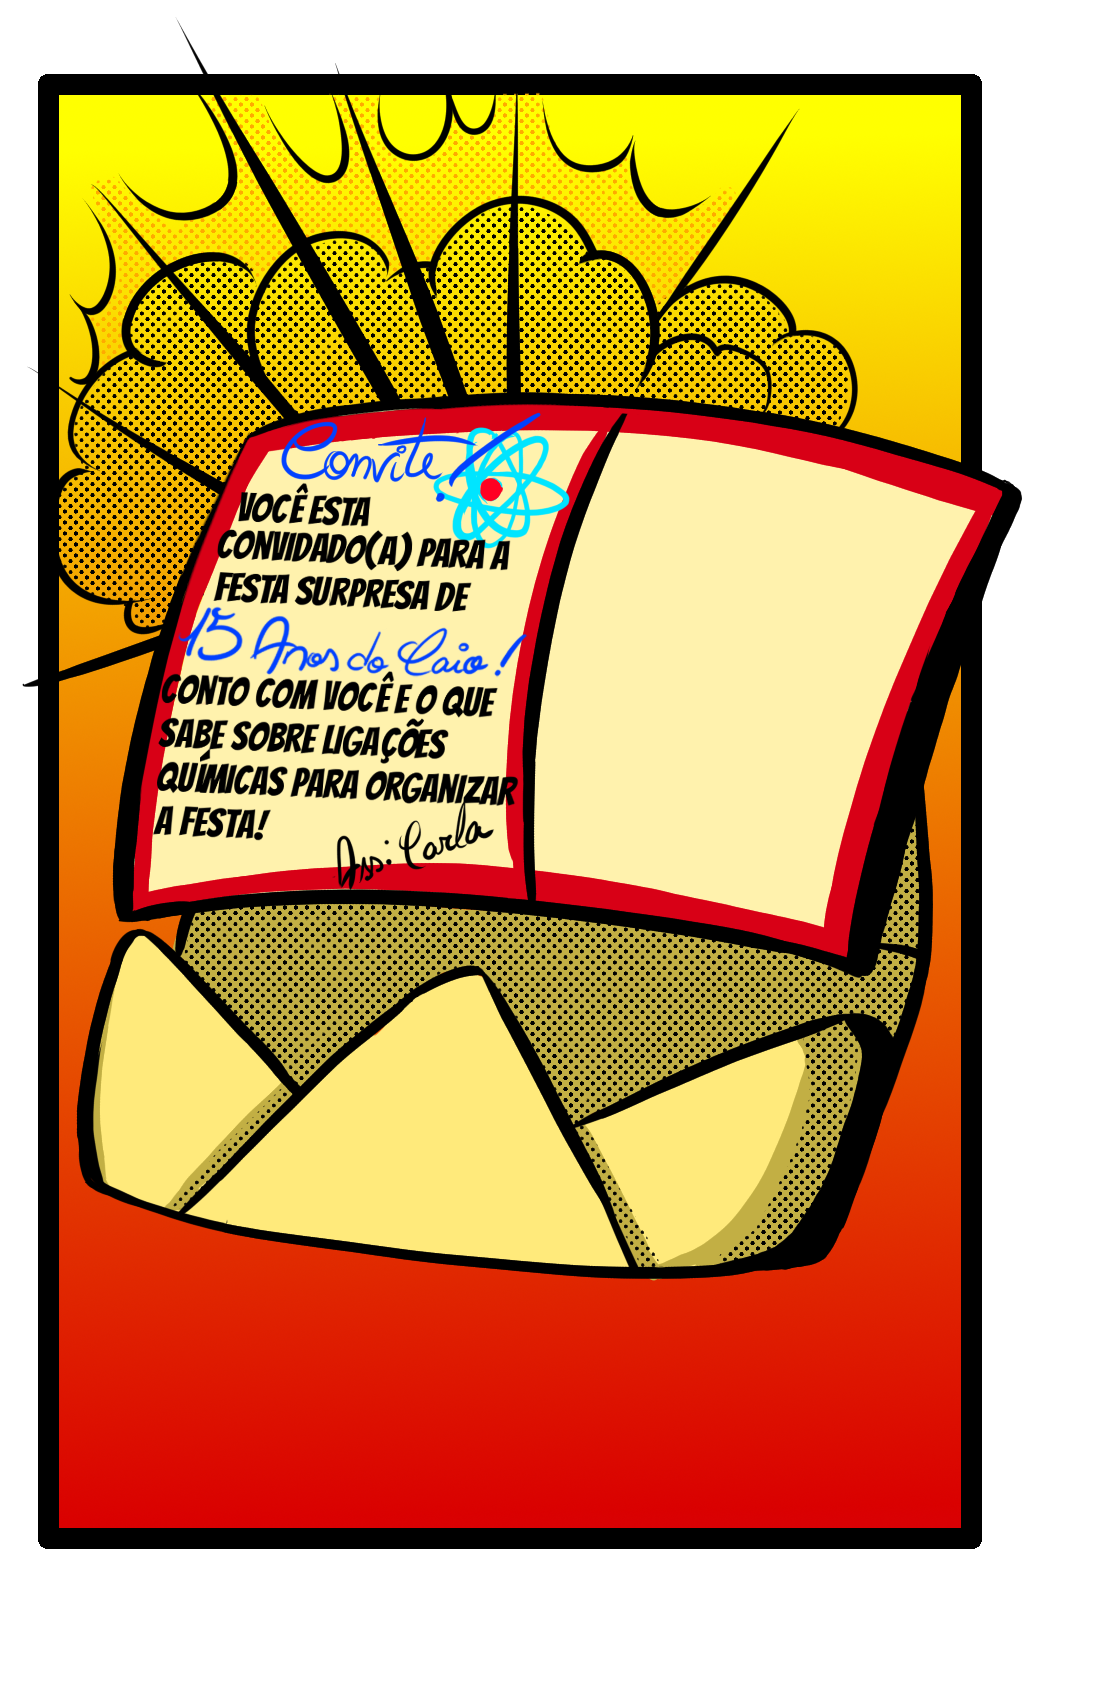 Convite!
VOCÊ ESTA
CONVIDADO(A) PARA A
FESTA SURPRESA DE
15 Anos do Caio!
CONTO COM VOCÊ E O QUE
SABE SOBRE LIGAÇÕES
QUÍMICAS PARA ORGANIZAR
A FESTA!
Ass: Carla